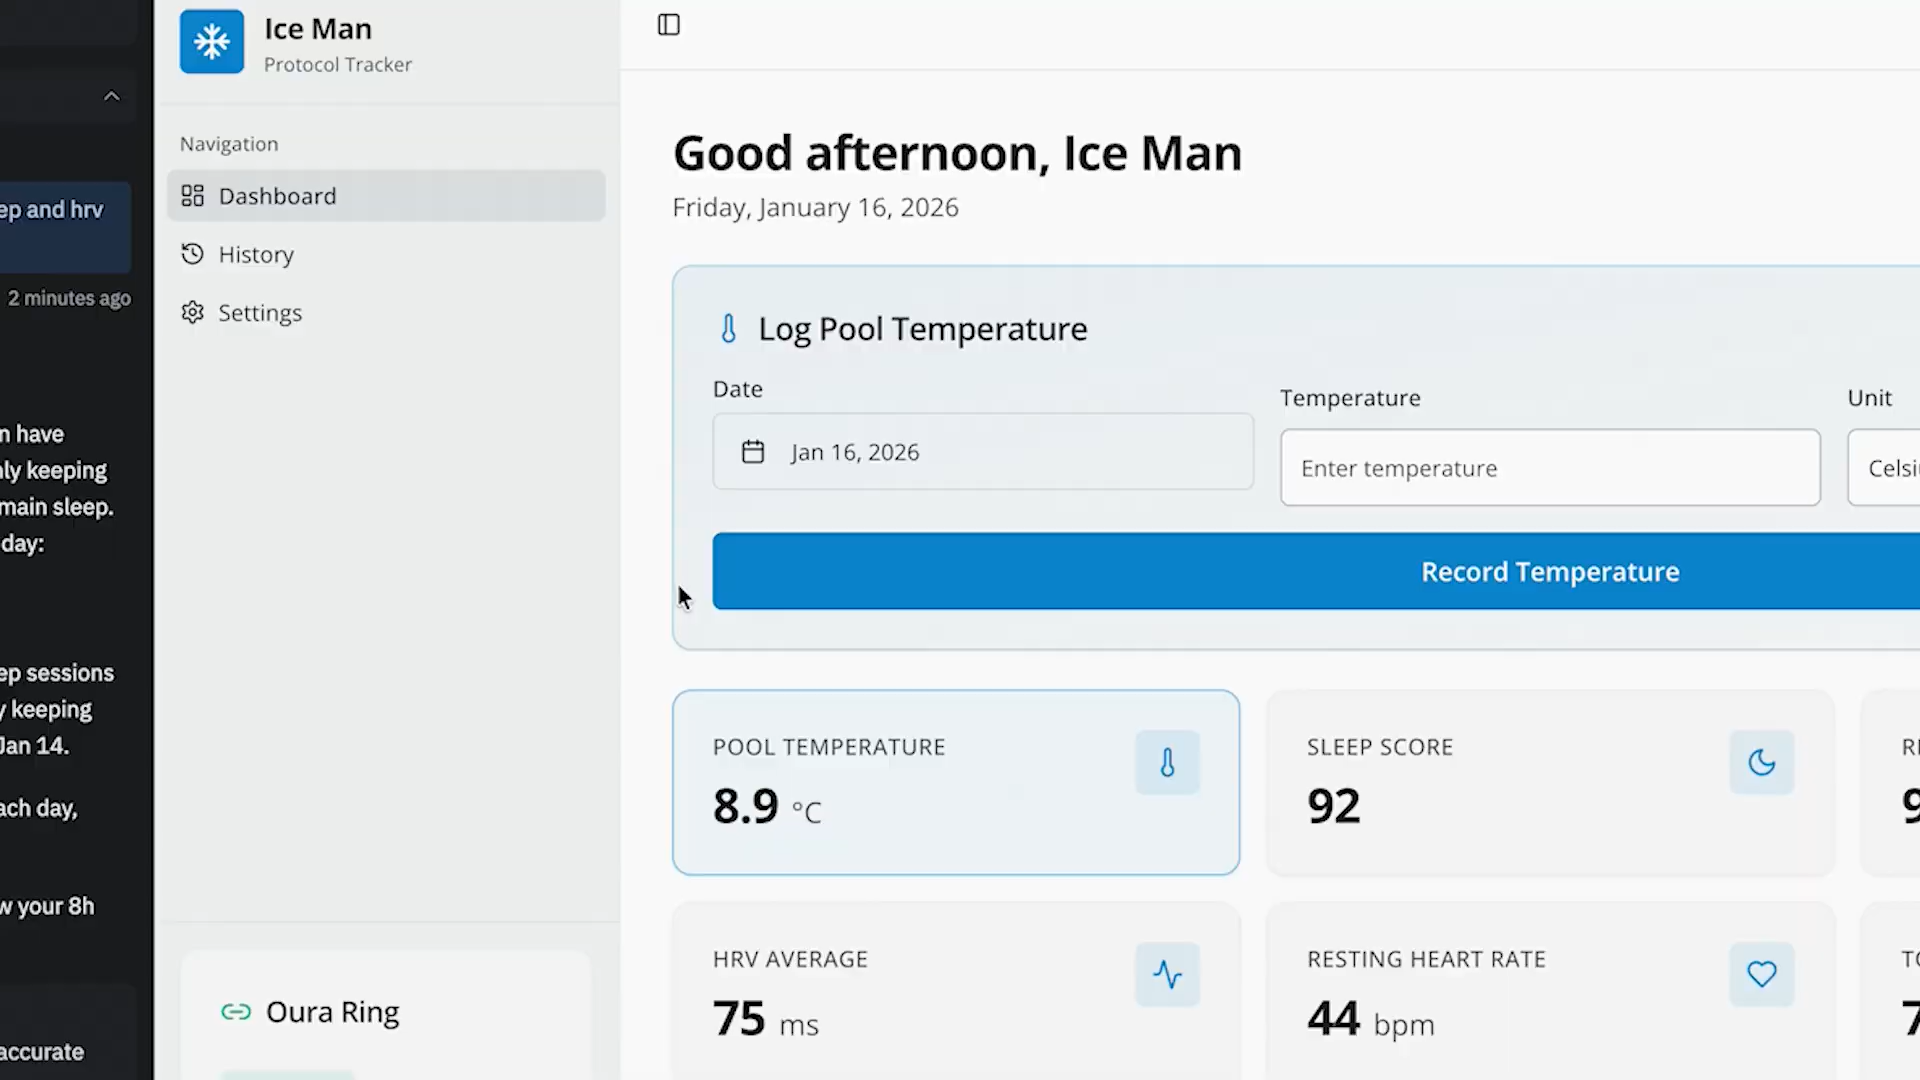 ep and hrv
2 minutes ago
n have
nly keeping
main sleep.
day:
ep sessions
y keeping
Jan 14.
ach day,
w your 8h
accurate
Ice Man
Protocol Tracker
Navigation
Dashboard
History
Settings
Oura Ring
Good afternoon, Ice Man
Friday, January 16, 2026
Log Pool Temperature
Date
Jan 16, 2026
Temperature
Enter temperature
Unit
Celsi
Record Temperature
POOL TEMPERATURE
8.9 °C
SLEEP SCORE
92
HRV AVERAGE
75 ms
RESTING HEART RATE
44 bpm